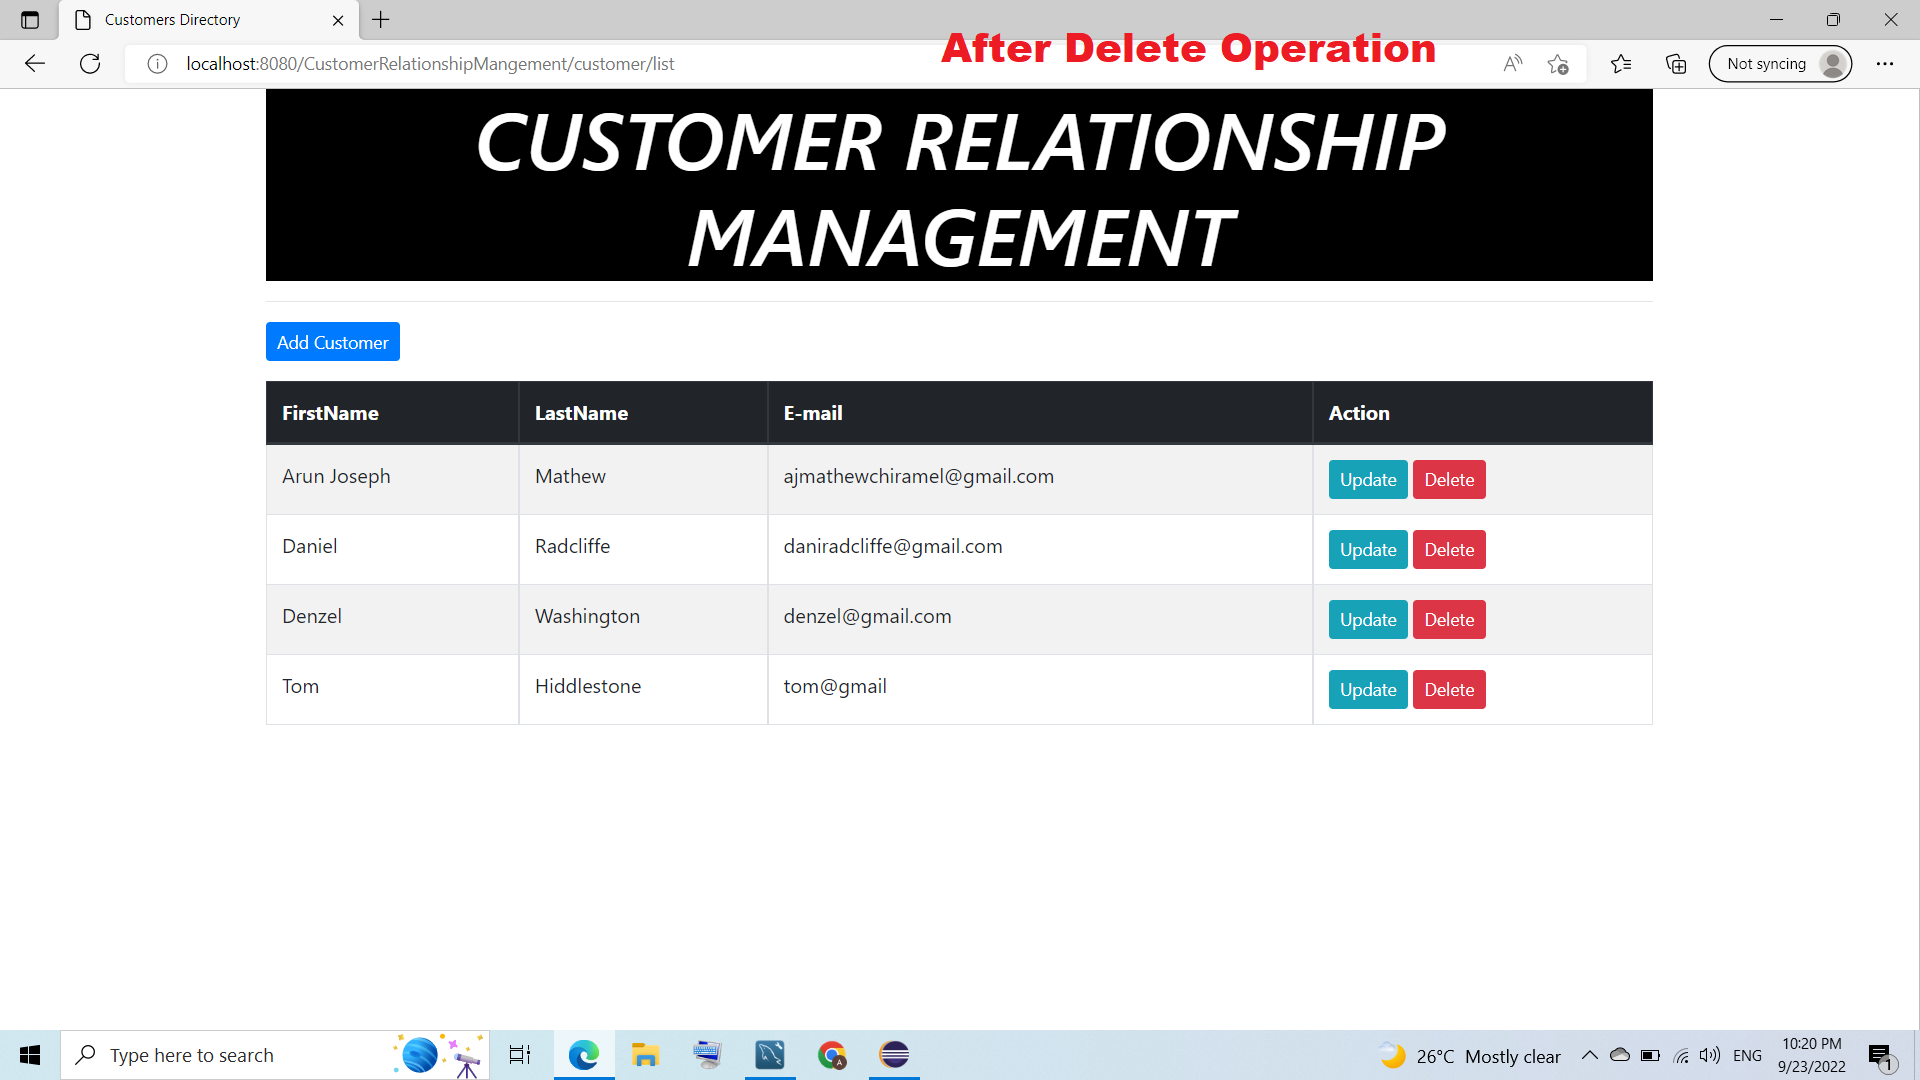 Customers Directory
After Delete Operation
localhost:8080/CustomerRelationshipMangement/customer/list
Not syncing
CUSTOMER RELATIONSHIP
MANAGEMENT
Add Customer
FirstName LastName E-mail Action
Arun Joseph Mathew ajmathewchiramel@gmail.com Update Delete
Daniel Radcliffe daniradcliffe@gmail.com Update Delete
Denzel Washington denzel@gmail.com Update Delete
Tom Hiddlestone tom@gmail Update Delete
Type here to search
26°C Mostly clear
ENG
10:20 PM
9/23/2022
1